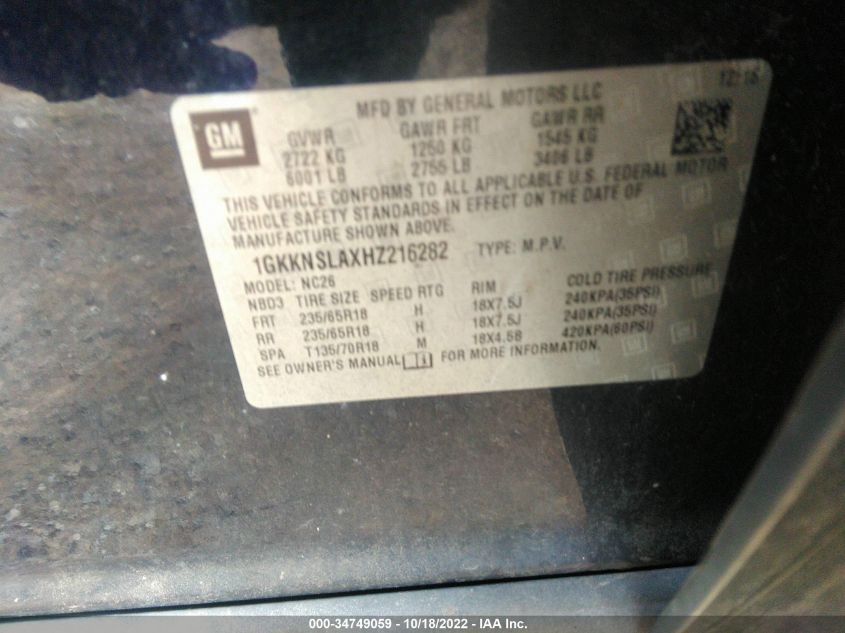 12/16
GM
MFD BY GENERAL MOTORS LLC
GVWR GAWR FRT GAWR RR
2722 KG 1250 KG 1545 KG
6001 LB 2755 LB 3406 LB
THIS VEHICLE CONFORMS TO ALL APPLICABLE U.S. FEDERAL MOTOR
VEHICLE SAFETY STANDARDS IN EFFECT ON THE DATE OF
MANUFACTURE SHOWN ABOVE.
1GKKNSLAXHZ216282 TYPE: M.P.V.
MODEL: NC26
NBD3 TIRE SIZE SPEED RTG RIM COLD TIRE PRESSURE
FRT 235/65R18 H 18X7.5J 240KPA(35PSI)
RR 235/65R18 H 18X7.5J 240KPA(35PSI)
SPA T135/70R18 M 18X4.5B 420KPA(60PSI)
SEE OWNER'S MANUAL FOR MORE INFORMATION.
000-34749059 - 10/18/2022 - IAA Inc.